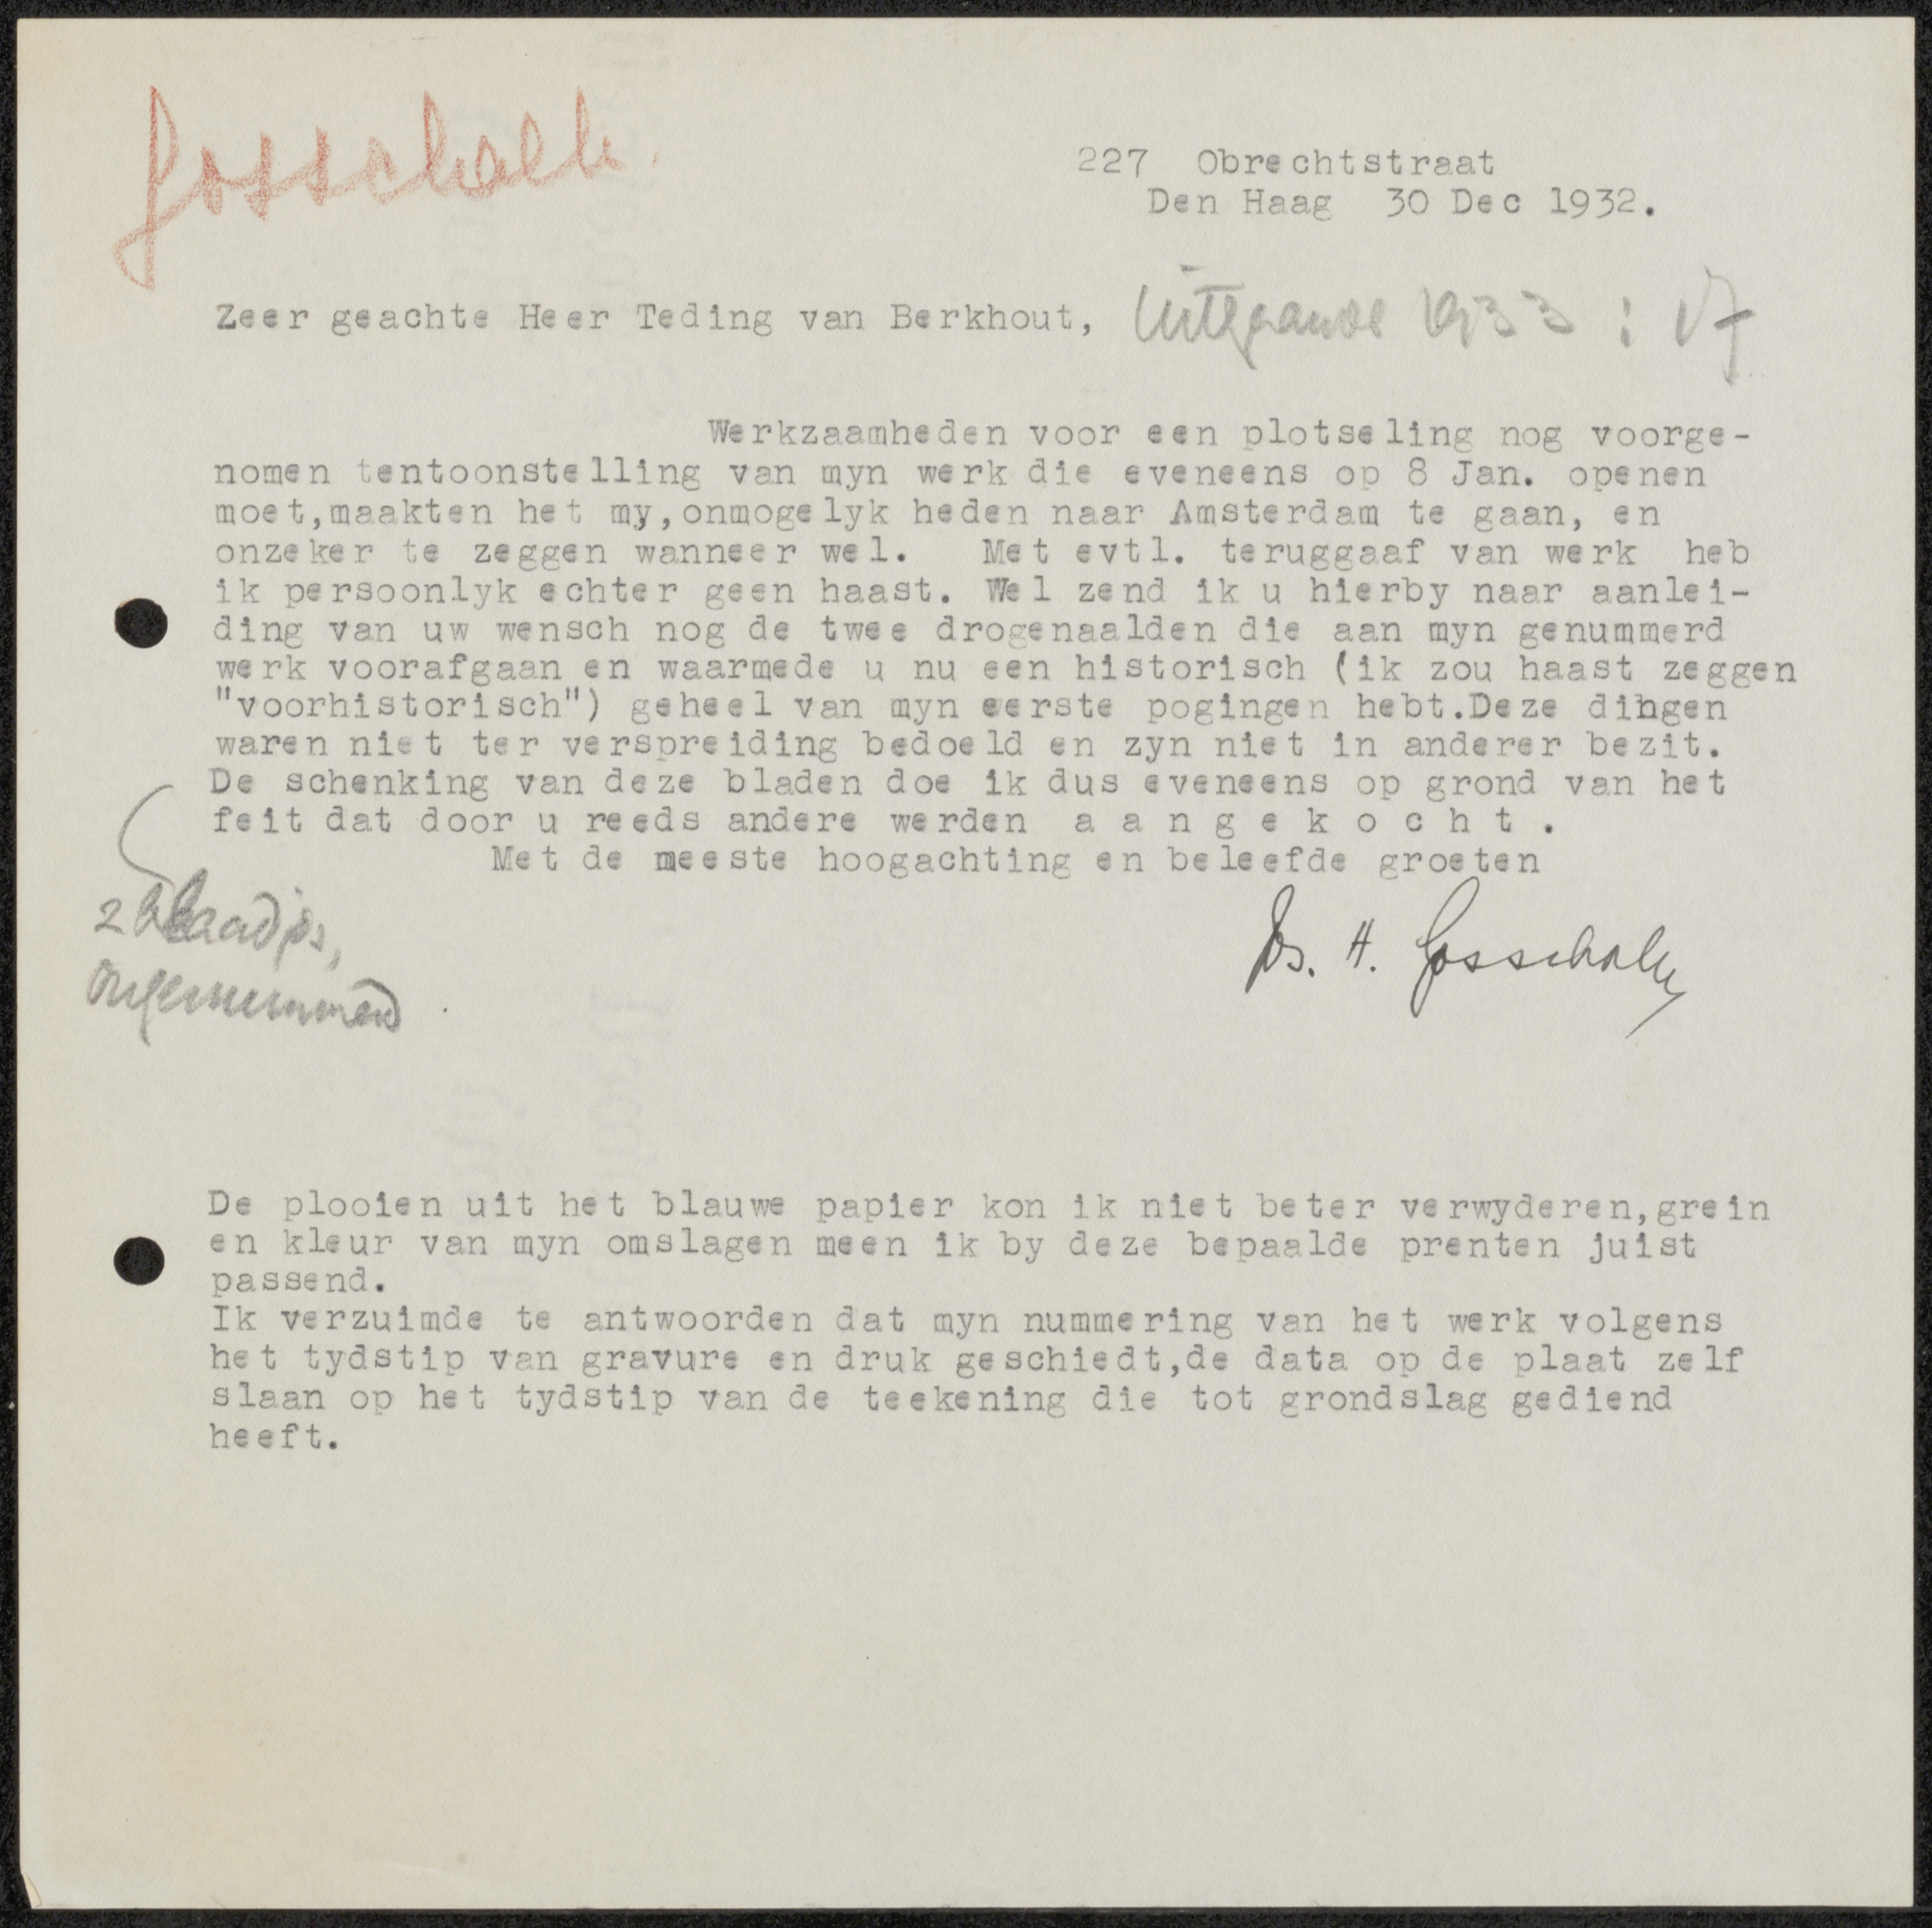 Gosschalk.
227 Obrechtstraat
Den Haag 30 Dec 1932.
Zeer geachte Heer Teding van Berkhout,
Uitgaande 1933 : 17
Werkzaamheden voor een plotseling nog voorge-
nomen tentoonstelling van myn werk die eveneens op 8 Jan. openen
moet,maakten het my,onmogelyk heden naar Amsterdam te gaan, en
onzeker te zeggen wanneer wel. Met evtl. teruggaaf van werk heb
ik persoonlyk echter geen haast. Wel zend ik u hierby naar aanlei-
ding van uw wensch nog de twee drogenaalden die aan myn genummerd
werk voorafgaan en waarmede u nu een historisch (ik zou haast zeggen
"voorhistorisch") geheel van myn eerste pogingen hebt.Deze dingen
waren niet ter verspreiding bedoeld en zyn niet in anderer bezit.
De schenking van deze bladen doe ik dus eveneens op grond van het
feit dat door u reeds andere werden a a n g e k o c h t .
Met de meeste hoogachting en beleefde groeten
2 blaadjes,
ongenummerd
Js. H. Gosschalk
De plooien uit het blauwe papier kon ik niet beter verwyderen,grein
en kleur van myn omslagen meen ik by deze bepaalde prenten juist
passend.
Ik verzuimde te antwoorden dat myn nummering van het werk volgens
het tydstip van gravure en druk geschiedt,de data op de plaat zelf
slaan op het tydstip van de teekening die tot grondslag gediend
heeft.